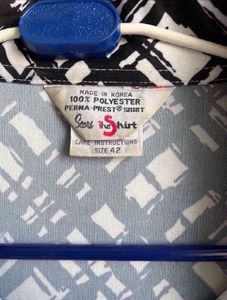 MADE IN KOREA
100% POLYESTER
PERMA-PREST® SHIRT
Sears The Shirt
CARE INSTRUCTIONS
SIZE 42